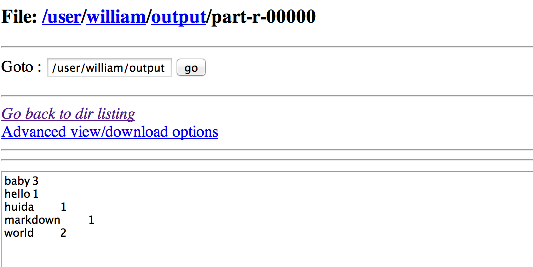 File: /user/william/output/part-r-00000
Goto : /user/william/output go
Go back to dir listing
Advanced view/download options
baby 3
hello 1
huida 1
markdown 1
world 2